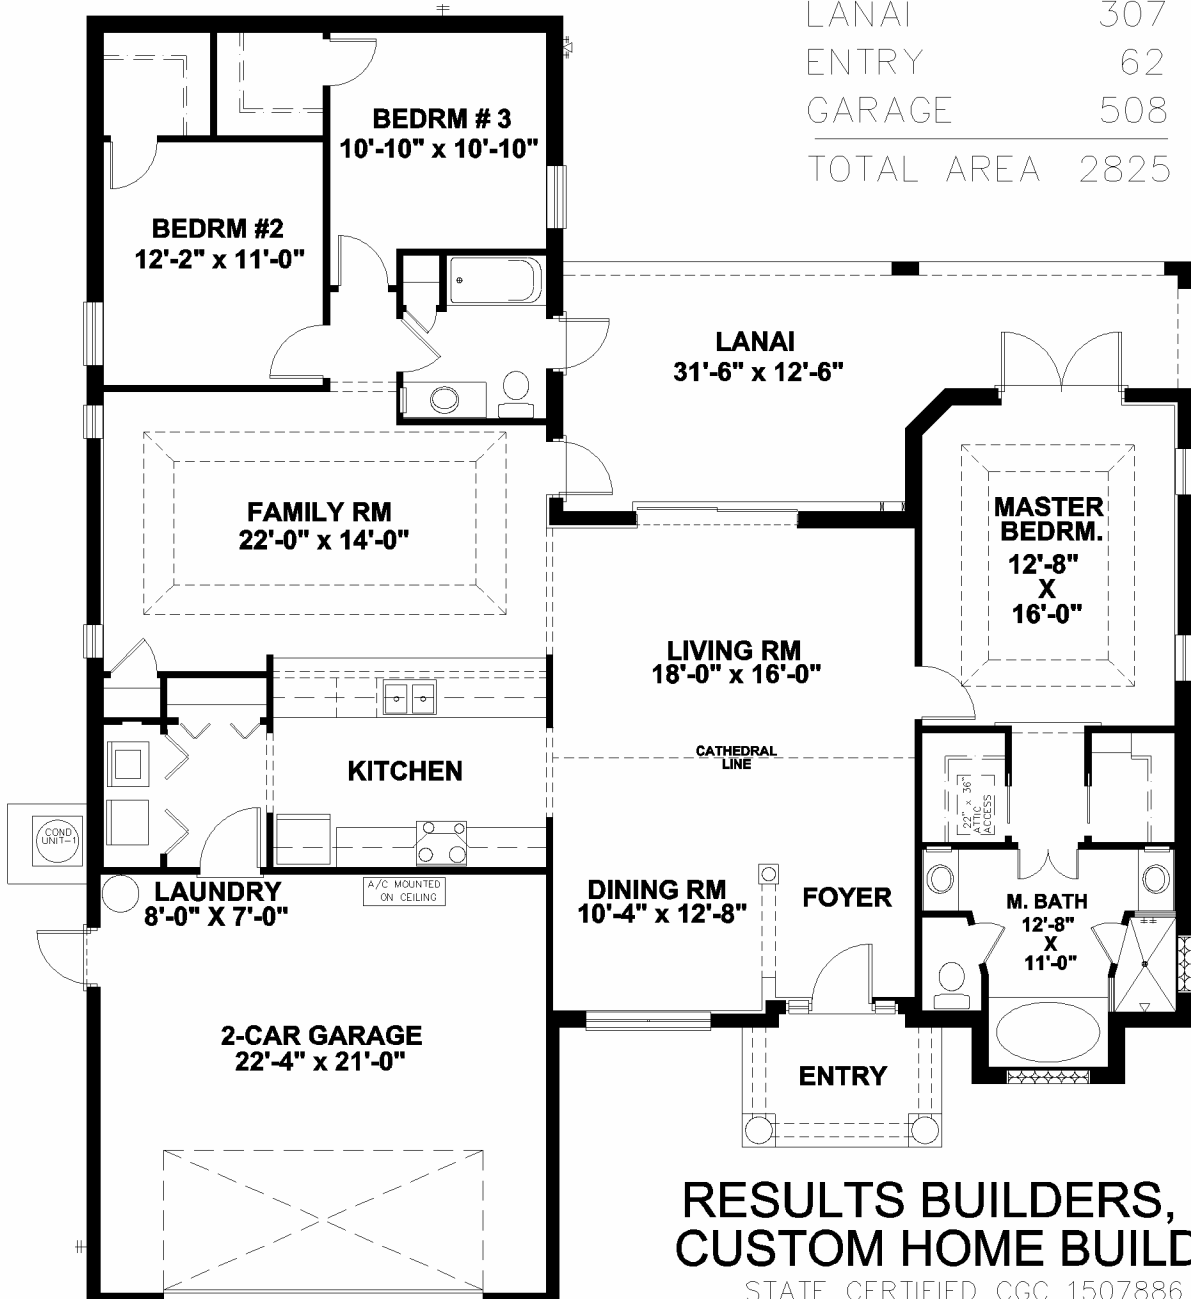 LANAI 307
ENTRY 62
GARAGE 508
TOTAL AREA 2825
BEDRM # 3
10'-10" x 10'-10"
BEDRM #2
12'-2" x 11'-0"
LANAI
31'-6" x 12'-6"
FAMILY RM
22'-0" x 14'-0"
MASTER
BEDRM.
12'-8"
X
16'-0"
LIVING RM
18'-0" x 16'-0"
CATHEDRAL
LINE
KITCHEN
22" x 36"
ATTIC
ACCESS
COND
UNIT-1
LAUNDRY
8'-0" X 7'-0"
A/C MOUNTED
ON CEILING
DINING RM
10'-4" x 12'-8"
FOYER
M. BATH
12'-8"
X
11'-0"
2-CAR GARAGE
22'-4" x 21'-0"
ENTRY
RESULTS BUILDERS,
CUSTOM HOME BUILD
STATE CERTIFIED CGC 1507886